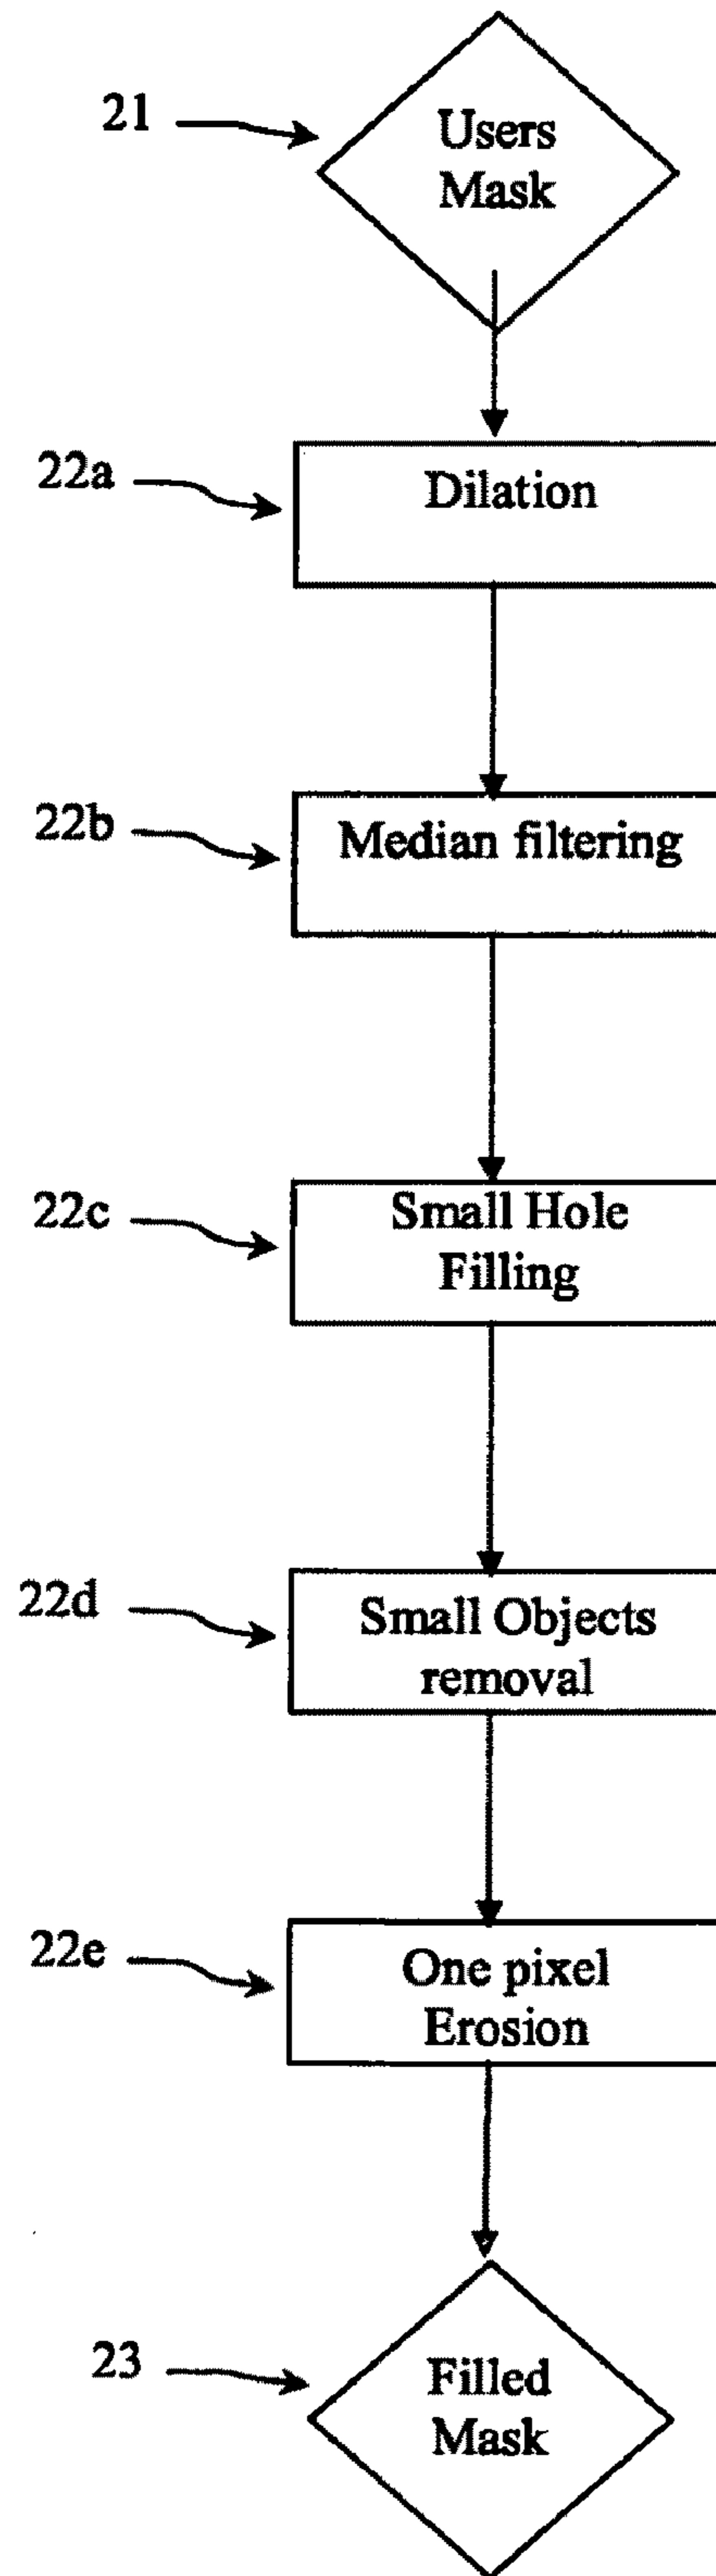 21
Users
Mask
22a
Dilation
22b
Median filtering
22c
Small Hole
Filling
22d
Small Objects
removal
22e
One pixel
Erosion
23
Filled
Mask